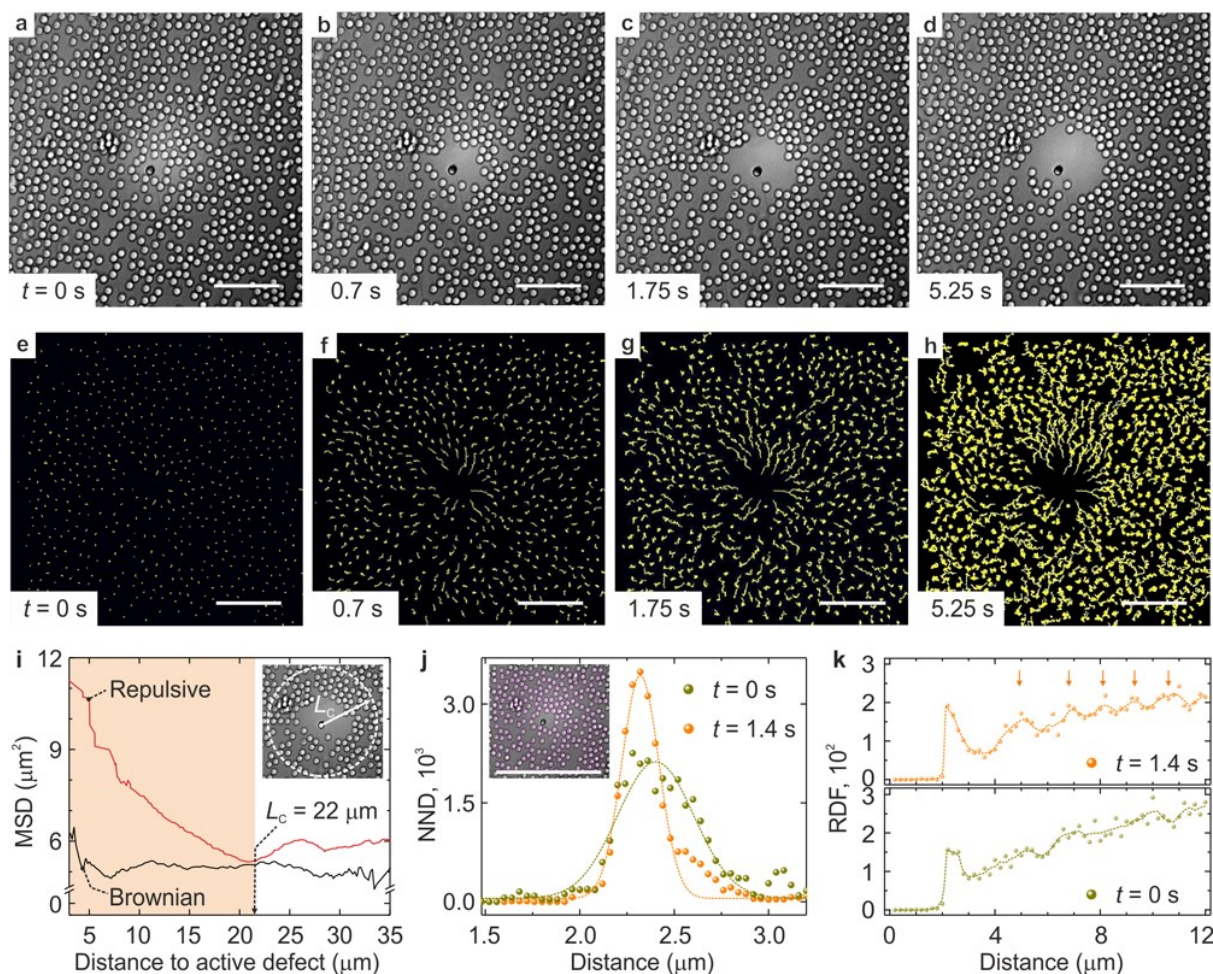 a
b
c
d
t = 0 s
0.7 s
1.75 s
5.25 s
e
f
g
h
t = 0 s
0.7 s
1.75 s
5.25 s
i
12
9
6
0
MSD (μm²)
Repulsive
Brownian
L_C
L_C = 22 μm
5 10 15 20 25 30 35
Distance to active defect (μm)
j
3.0
1.5
0.0
NND, 10³
t = 0 s
t = 1.4 s
1.5 2.0 2.5 3.0
Distance (μm)
k
3
2
1
0
t = 1.4 s
3
2
1
0
RDF, 10²
t = 0 s
0 4 8 12
Distance (μm)